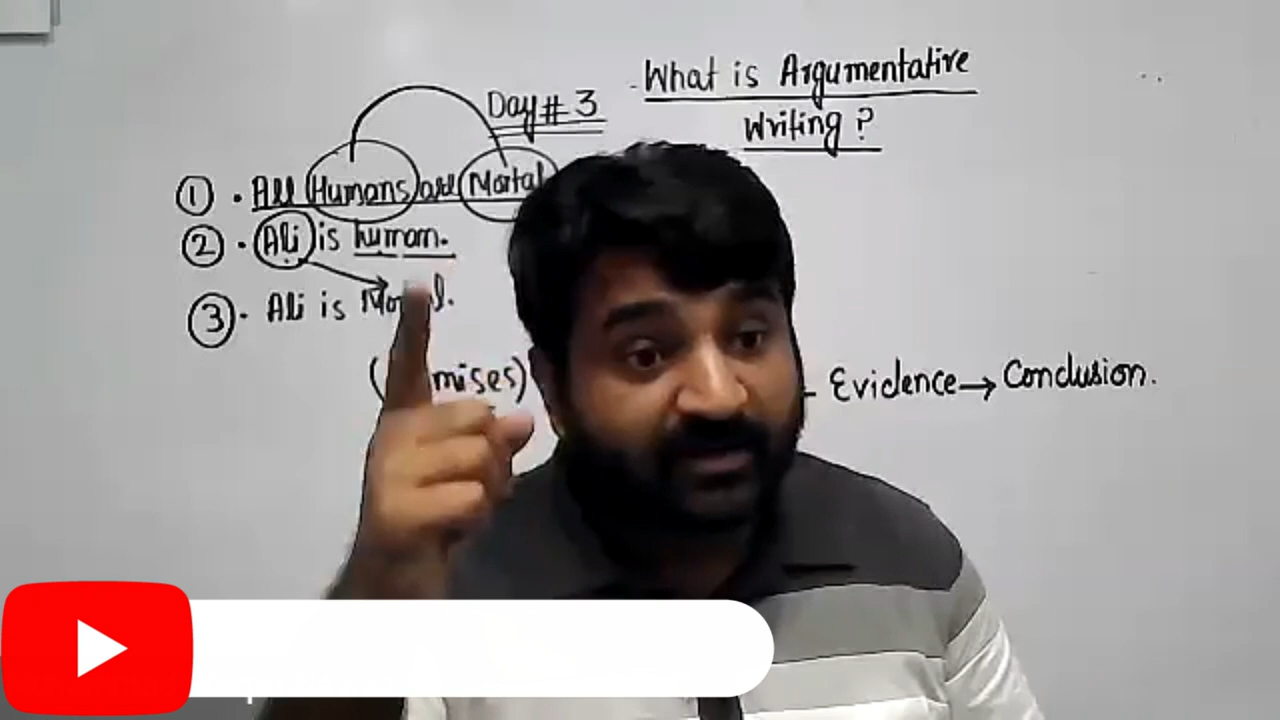 What is Argumentative
Writing ?
Day # 3
① · All Humans are Mortal
② · Ali is human.
③ · Ali is
Evidence → Conclusion.